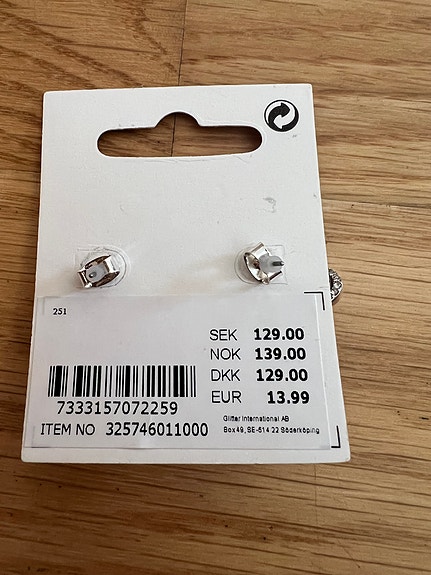 251
SEK 129.00
NOK 139.00
DKK 129.00
EUR 13.99
7333157072259
ITEM NO 325746011000
Glitter International AB
Box 49, SE-614 22 Söderköping